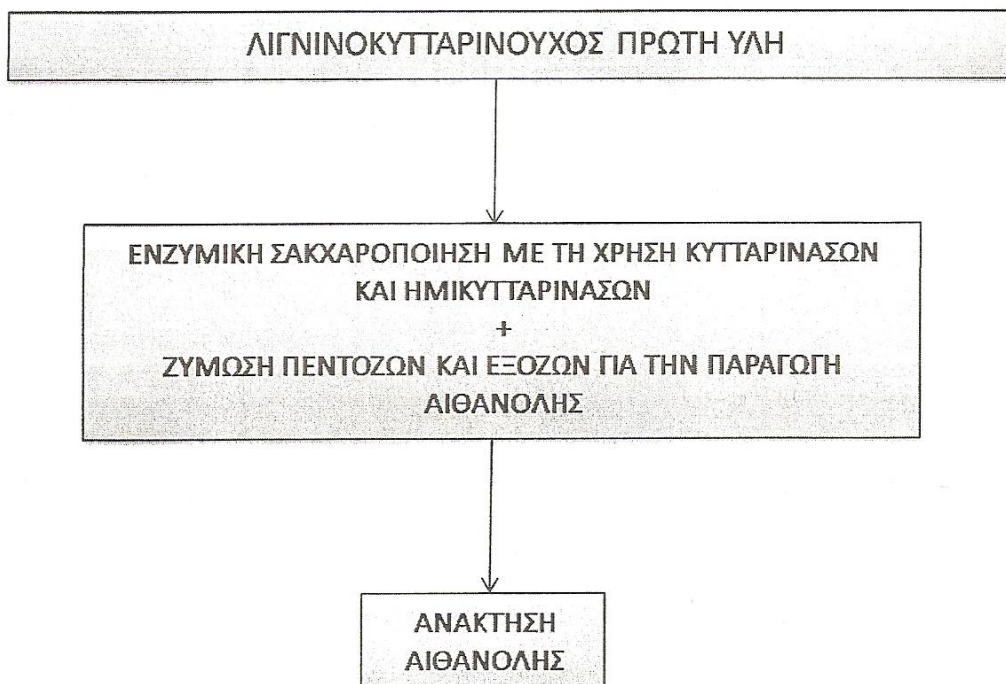 ΛΙΓΝΙΝΟΚΥΤΤΑΡΙΝΟΥΧΟΣ ΠΡΩΤΗ ΥΛΗ
ΕΝΖΥΜΙΚΗ ΣΑΚΧΑΡΟΠΟΙΗΣΗ ΜΕ ΤΗ ΧΡΗΣΗ ΚΥΤΤΑΡΙΝΑΣΩΝ
ΚΑΙ ΗΜΙΚΥΤΤΑΡΙΝΑΣΩΝ
+
ΖΥΜΩΣΗ ΠΕΝΤΟΖΩΝ ΚΑΙ ΕΞΟΖΩΝ ΓΙΑ ΤΗΝ ΠΑΡΑΓΩΓΗ
ΑΙΘΑΝΟΛΗΣ
ΑΝΑΚΤΗΣΗ
ΑΙΘΑΝΟΛΗΣ